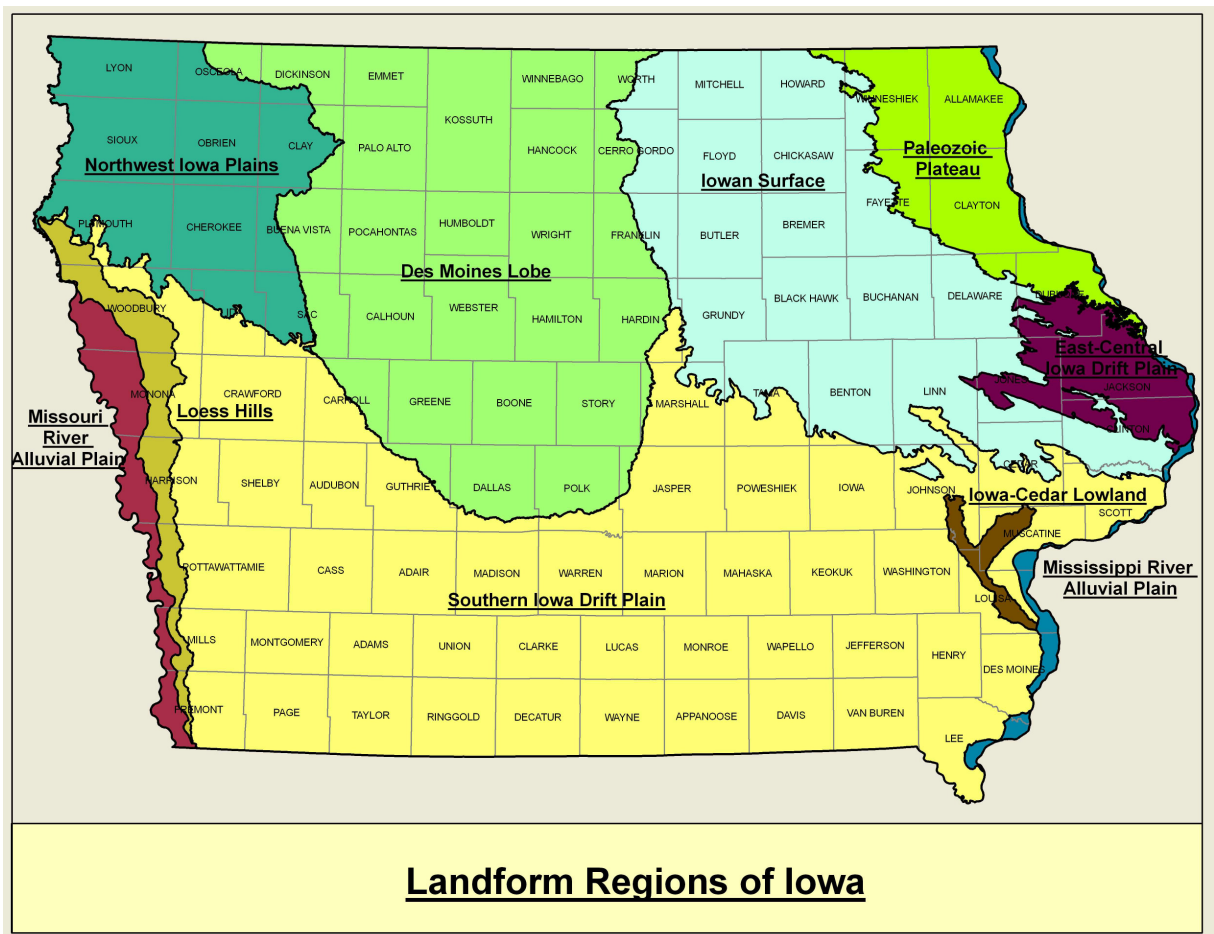 LYON
OSCEOLA
DICKINSON
EMMET
WINNEBAGO
WORTH
MITCHELL
HOWARD
WINNESHIEK
ALLAMAKEE
KOSSUTH
SIOUX
OBRIEN
CLAY
PALO ALTO
HANCOCK
CERRO GORDO
FLOYD
CHICKASAW
Northwest Iowa Plains
Iowan Surface
Paleozoic
Plateau
PLYMOUTH
CHEROKEE
BUENA VISTA
POCAHONTAS
HUMBOLDT
WRIGHT
FRANKLIN
BUTLER
BREMER
FAYETTE
CLAYTON
Des Moines Lobe
WOODBURY
IDA
SAC
CALHOUN
WEBSTER
HAMILTON
HARDIN
GRUNDY
BLACK HAWK
BUCHANAN
DELAWARE
DUBUQUE
East-Central
Iowa Drift Plain
MONONA
CRAWFORD
CARROLL
GREENE
BOONE
STORY
MARSHALL
TAMA
BENTON
LINN
JONES
JACKSON
Loess Hills
Missouri
River
Alluvial Plain
CLINTON
HARRISON
SHELBY
AUDUBON
GUTHRIE
DALLAS
POLK
JASPER
POWESHIEK
IOWA
JOHNSON
CEDAR
Iowa-Cedar Lowland
SCOTT
MUSCATINE
POTTAWATTAMIE
CASS
ADAIR
MADISON
WARREN
MARION
MAHASKA
KEOKUK
WASHINGTON
LOUISA
Mississippi River
Alluvial Plain
Southern Iowa Drift Plain
MILLS
MONTGOMERY
ADAMS
UNION
CLARKE
LUCAS
MONROE
WAPELLO
JEFFERSON
HENRY
DES MOINES
FREMONT
PAGE
TAYLOR
RINGGOLD
DECATUR
WAYNE
APPANOOSE
DAVIS
VAN BUREN
LEE
Landform Regions of Iowa